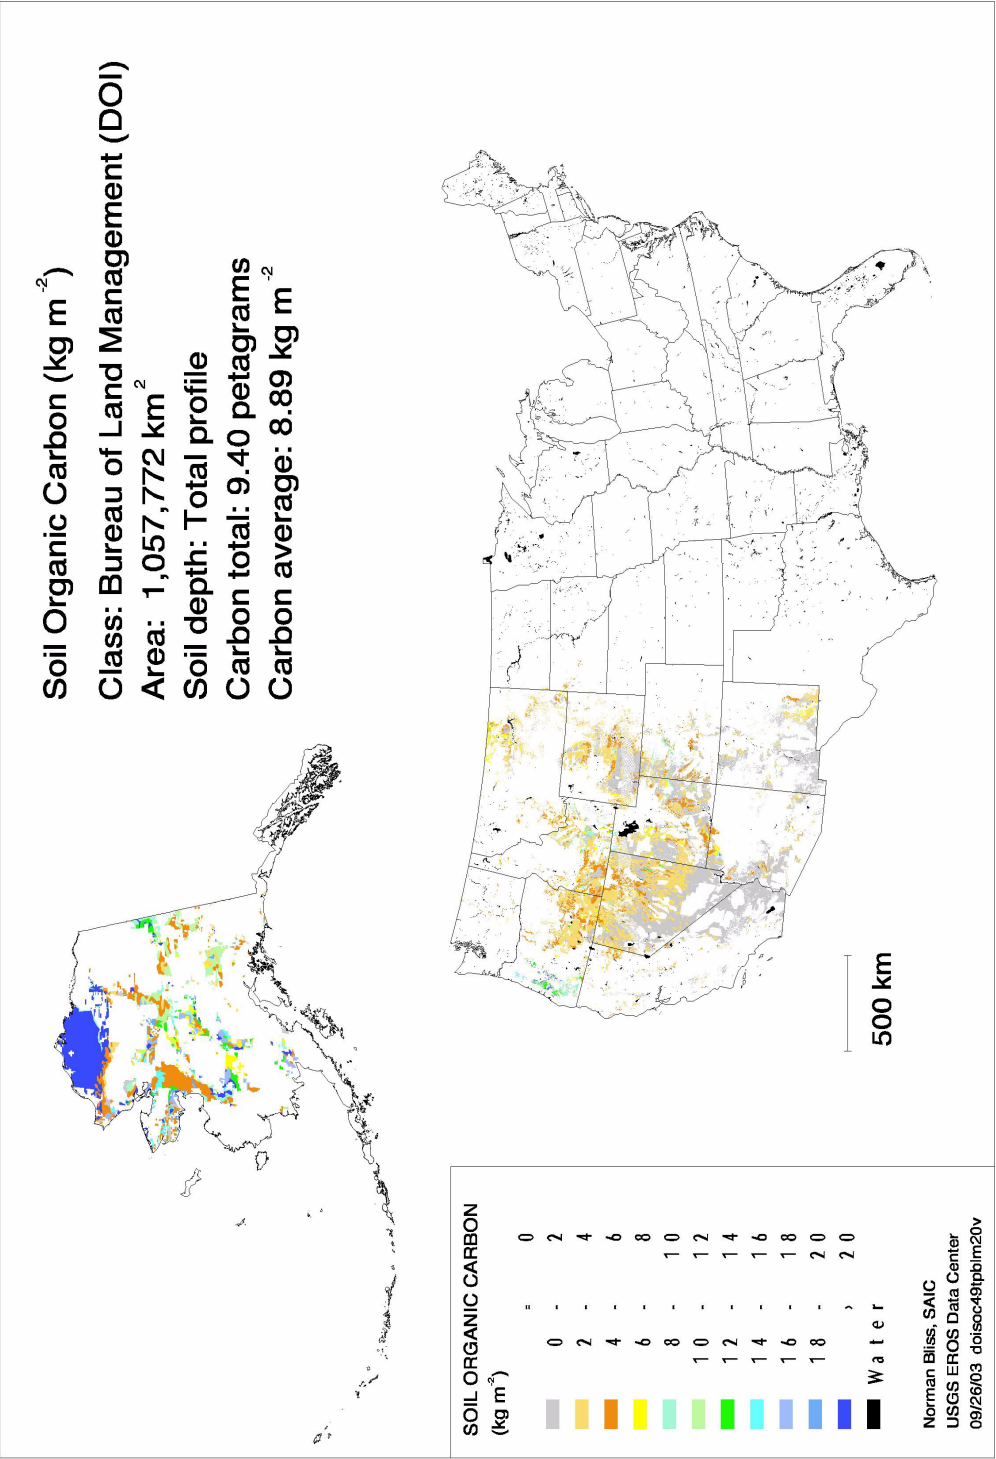 Soil Organic Carbon (kg m-2)
Class: Bureau of Land Management (DOI)
Area: 1,057,772 km2
Soil depth: Total profile
Carbon total: 9.40 petagrams
Carbon average: 8.89 kg m-2
500 km
SOIL ORGANIC CARBON
(kg m-2)
= 0
0 - 2
2 - 4
4 - 6
6 - 8
8 - 10
10 - 12
12 - 14
14 - 16
16 - 18
18 - 20
> 20
Water
Norman Bliss, SAIC
USGS EROS Data Center
09/26/03 doisoc49tpblm20v